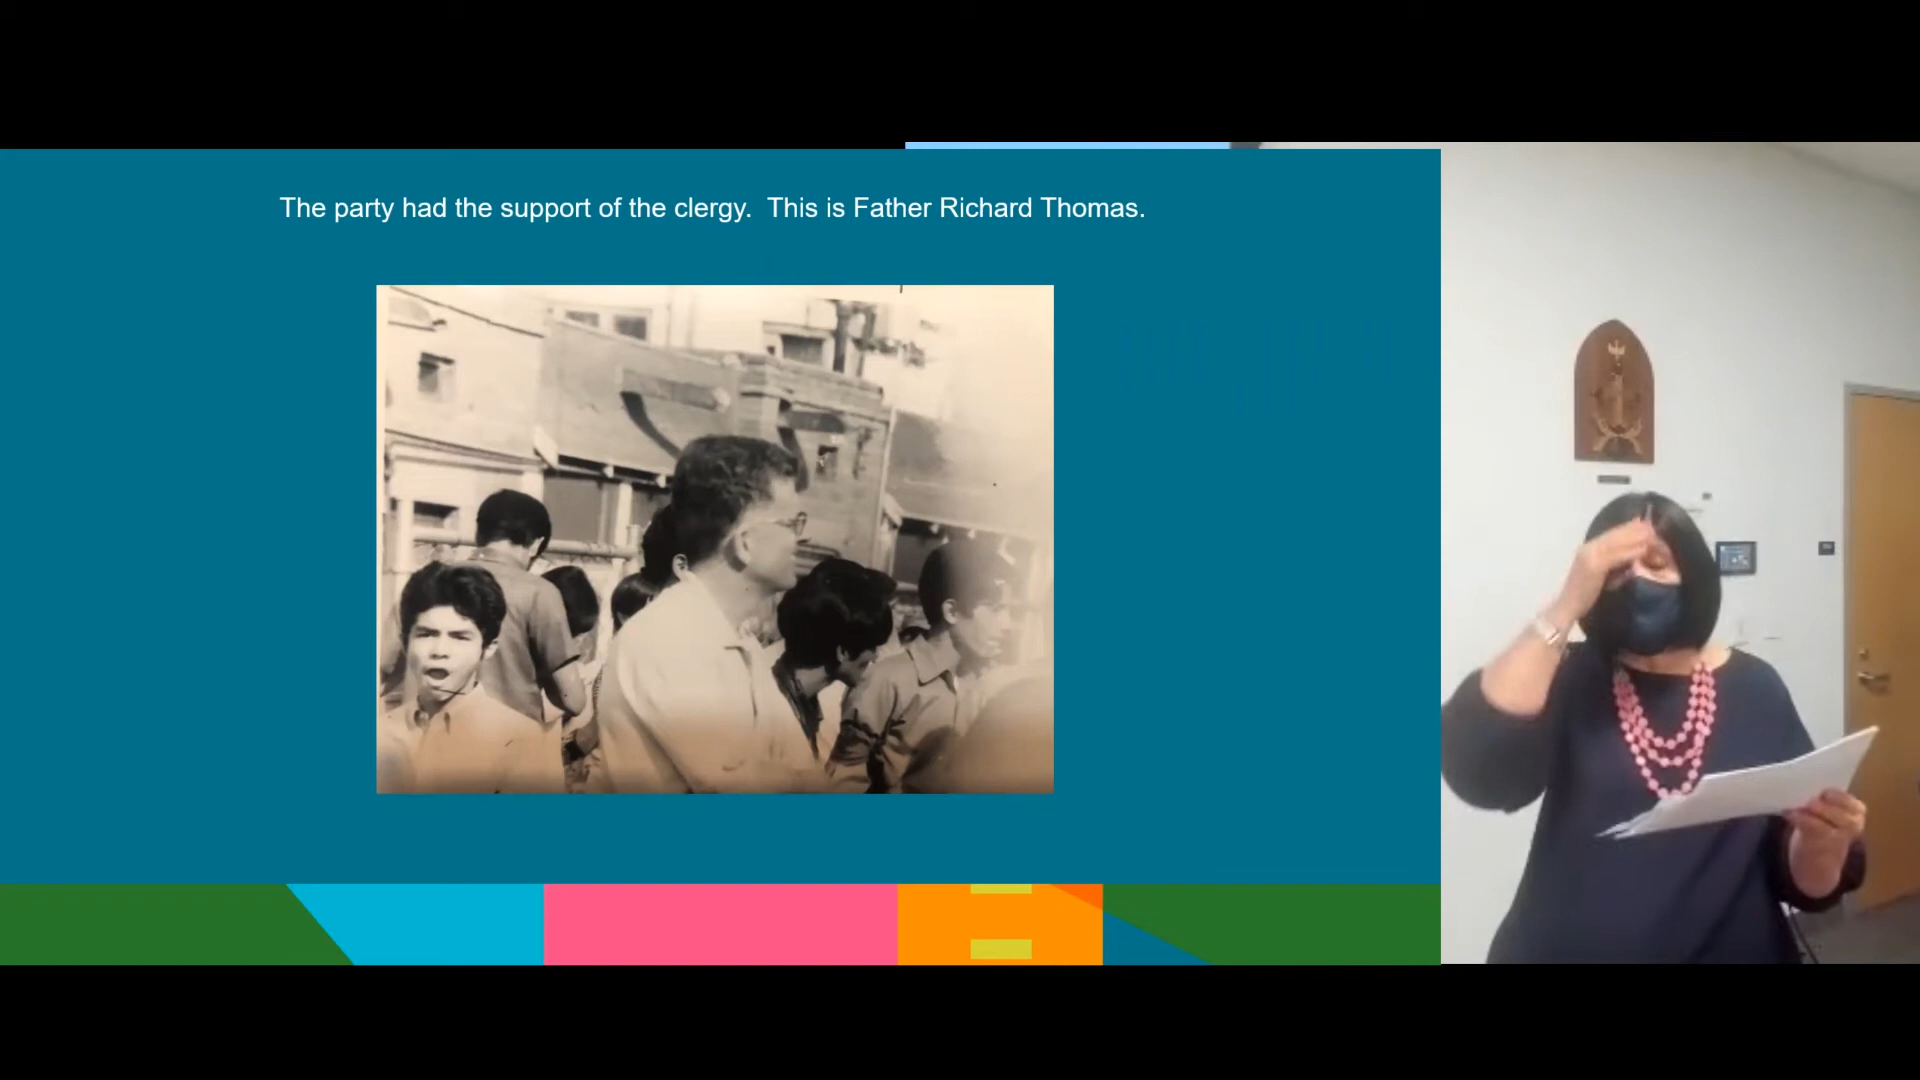 The party had the support of the clergy.  This is Father Richard Thomas.